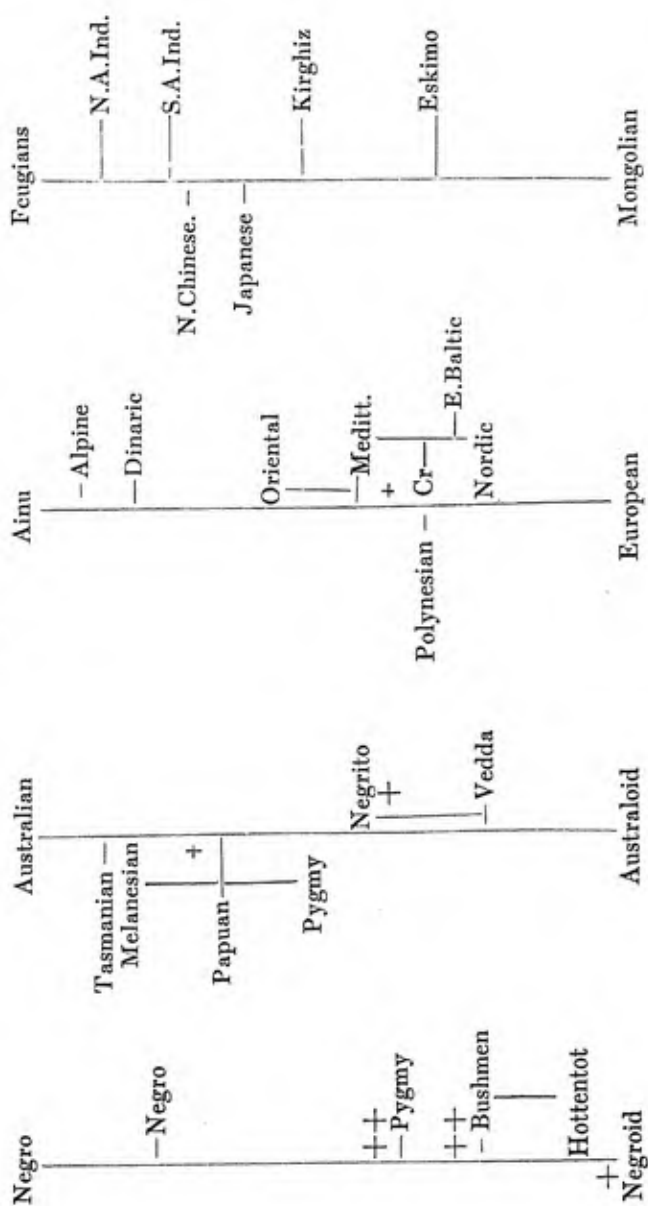 Negro
Negro
++
++
Pygmy
++
++
Bushmen
Hottentot
+
Negroid
Australian
Tasmanian
Melanesian
+
Papuan
Pygmy
Negrito
+
Vedda
Australoid
Ainu
Alpine
Dinaric
Oriental
Meditt.
+
Cr
Polynesian
E.Baltic
Nordic
European
Feugians
N.A.Ind.
S.A.Ind.
N.Chinese.
Japanese
Kirghiz
Eskimo
Mongolian